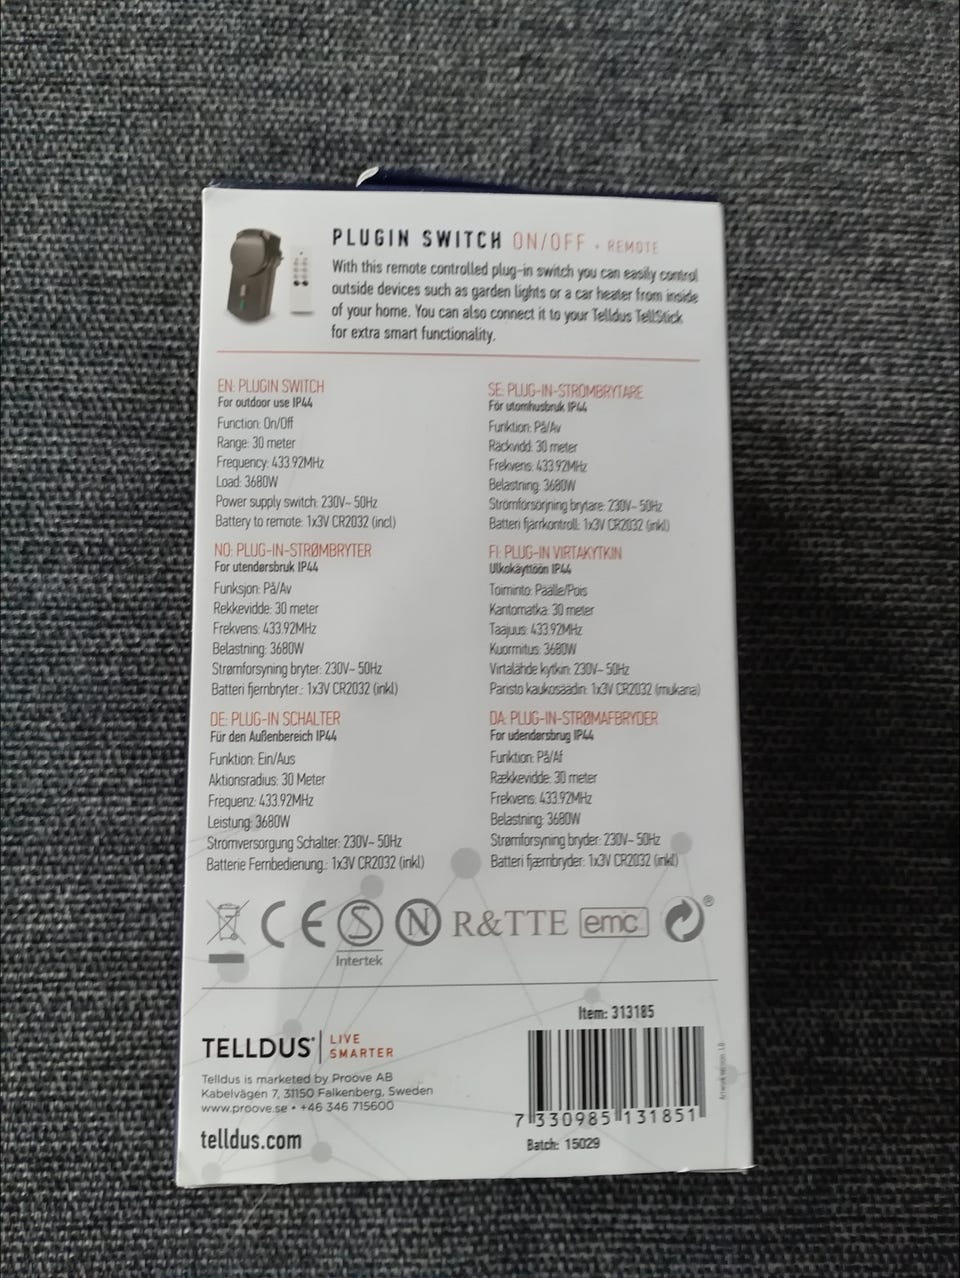 PLUGIN SWITCH ON/OFF + REMOTE
With this remote controlled plug-in switch you can easily control
outside devices such as garden lights or a car heater from inside
of your home. You can also connect it to your Telldus TellStick
for extra smart functionality.
EN: PLUGIN SWITCH
For outdoor use IP44
Function: On/Off
Range: 30 meter
Frequency: 433.92MHz
Load: 3680W
Power supply switch: 230V~ 50Hz
Battery to remote: 1x3V CR2032 (incl)
SE: PLUG-IN-STRÖMBRYTARE
För utomhusbruk IP44
Funktion: På/Av
Räckvidd: 30 meter
Frekvens: 433.92MHz
Belastning: 3680W
Strömförsörjning brytare: 230V~ 50Hz
Batteri fjärrkontroll: 1x3V CR2032 (inkl)
NO: PLUG-IN-STRØMBRYTER
For utendørsbruk IP44
Funksjon: På/Av
Rekkevidde: 30 meter
Frekvens: 433.92MHz
Belastning: 3680W
Strømforsyning bryter: 230V~ 50Hz
Batteri fjernbryter.: 1x3V CR2032 (inkl)
FI: PLUG-IN VIRTAKYTKIN
Ulkokäyttöön IP44
Toiminto: Päälle/Pois
Kantomatka: 30 meter
Taajuus: 433.92MHz
Kuormitus: 3680W
Virtalähde kytkin: 230V~ 50Hz
Paristo kaukosäädin: 1x3V CR2032 (mukana)
DE: PLUG-IN SCHALTER
Für den Außenbereich IP44
Funktion: Ein/Aus
Aktionsradius: 30 Meter
Frequenz: 433.92MHz
Leistung: 3680W
Stromversorgung Schalter: 230V~ 50Hz
Batterie Fernbedienung.: 1x3V CR2032 (inkl)
DA: PLUG-IN-STRØMAFBRYDER
For udendørsbrug IP44
Funktion: På/Af
Rækkevidde: 30 meter
Frekvens: 433.92MHz
Belastning: 3680W
Strømforsyning bryder: 230V~ 50Hz
Batteri fjærnbryder: 1x3V CR2032 (inkl)
CE S N R&TTE emc ®
Intertek
Item: 313185
TELLDUS® LIVE SMARTER
Telldus is marketed by Proove AB
Kabelvägen 7, 31150 Falkenberg, Sweden
www.proove.se • +46 346 715600
telldus.com
7 330985 131851
Batch: 15029
Artwork version: 1.0